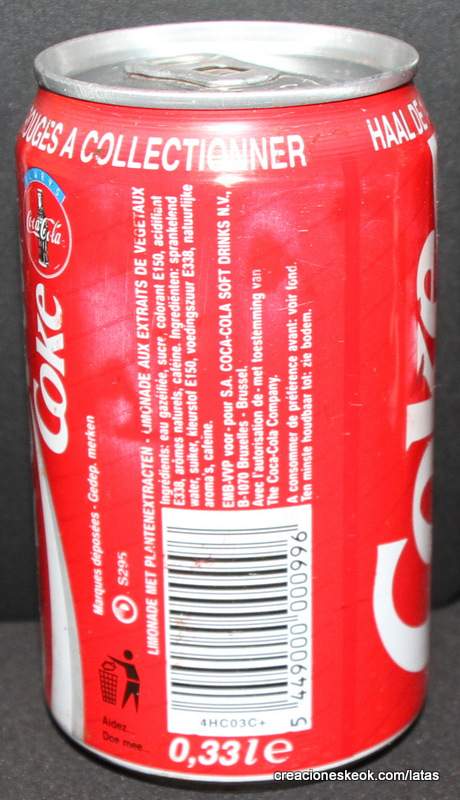 OUGES A COLLECTIONNER
HAAL DE
ALWAYS
Coca-Cola
Coke
Marques déposées - Gedep. merken
S295
LIMONADE MET PLANTENEXTRACTEN - LIMONADE AUX EXTRAITS DE VEGETAUX
Ingrédients: eau gazéifiée, sucre, colorant E150, acidifiant
E338, arômes naturels, caféine. Ingrediënten: sprankelend
water, suiker, kleurstof E150, voedingszuur E338, natuurlijke
aroma's, cafeïne.
EMB-VVP voor - pour S.A. COCA-COLA SOFT DRINKS N.V.,
B-1070 Bruxelles - Brussel.
Avec l'autorisation de - met toestemming van
The Coca-Cola Company.
A consommer de préférence avant: voir fond.
Ten minste houdbaar tot: zie bodem.
5 449000 000996
4HC03C+
Aidez...
Doe mee...
0,33 l e
Coke
creacioneskeok.com/latas